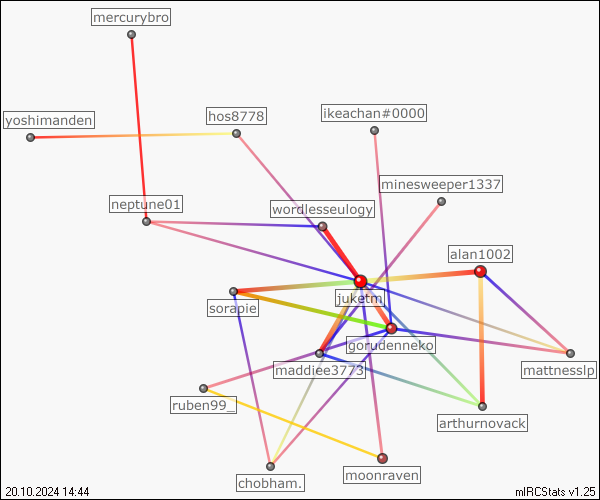 mercurybro
yoshimanden
hos8778
ikeachan#0000
minesweeper1337
neptune01
wordlesseulogy
alan1002
sorapie
juketm.
gorudenneko
maddiee3773
mattnesslp
ruben99_
arthurnovack
chobham.
moonraven
20.10.2024 14:44
mIRCStats v1.25